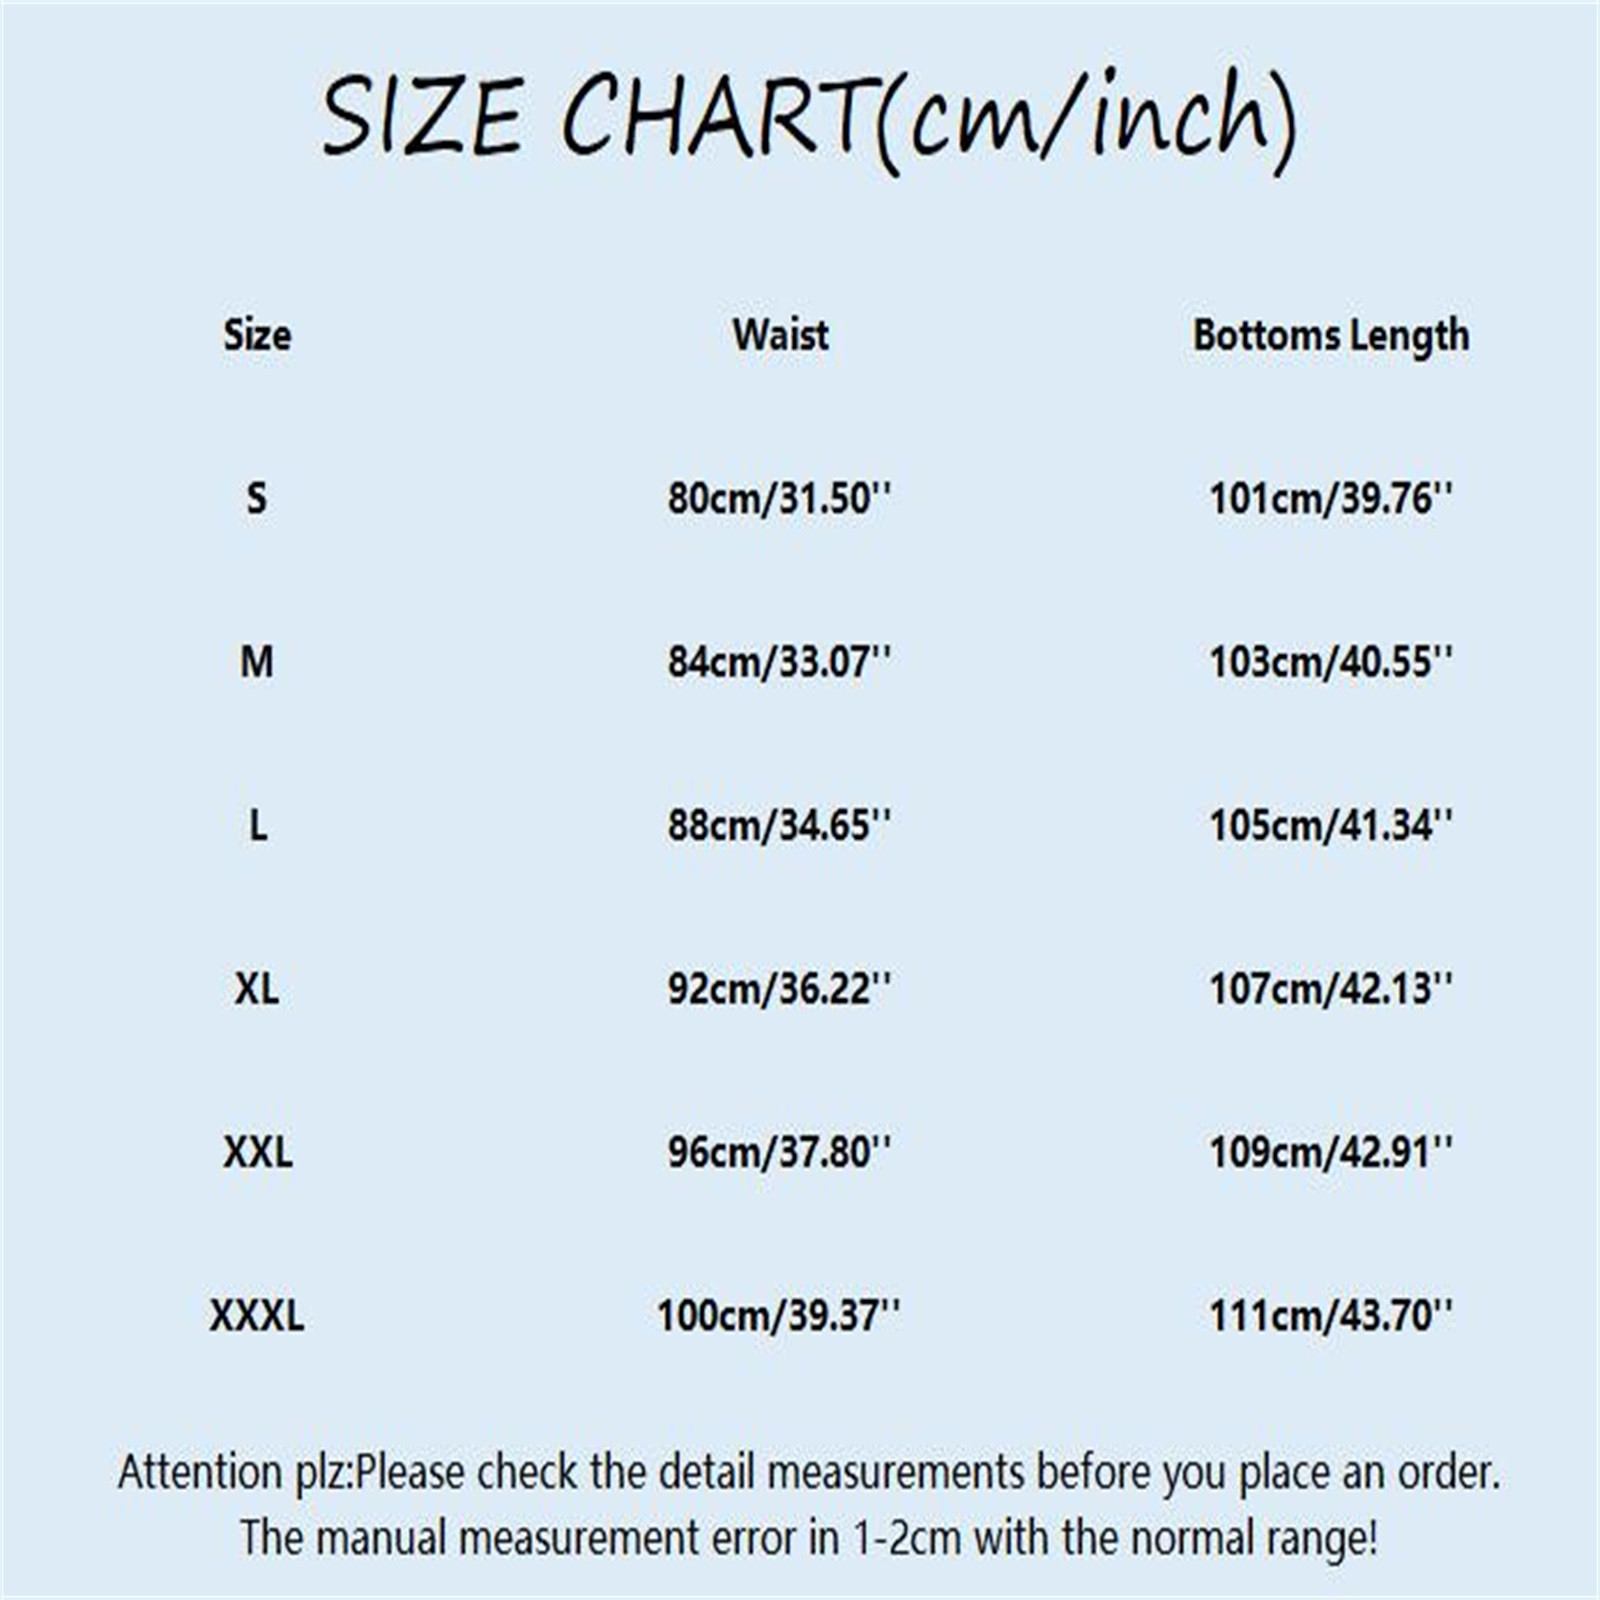 SIZE CHART(cm/inch)
Size Waist Bottoms Length
S 80cm/31.50'' 101cm/39.76''
M 84cm/33.07'' 103cm/40.55''
L 88cm/34.65'' 105cm/41.34''
XL 92cm/36.22'' 107cm/42.13''
XXL 96cm/37.80'' 109cm/42.91''
XXXL 100cm/39.37'' 111cm/43.70''
Attention plz:Please check the detail measurements before you place an order.
The manual measurement error in 1-2cm with the normal range!